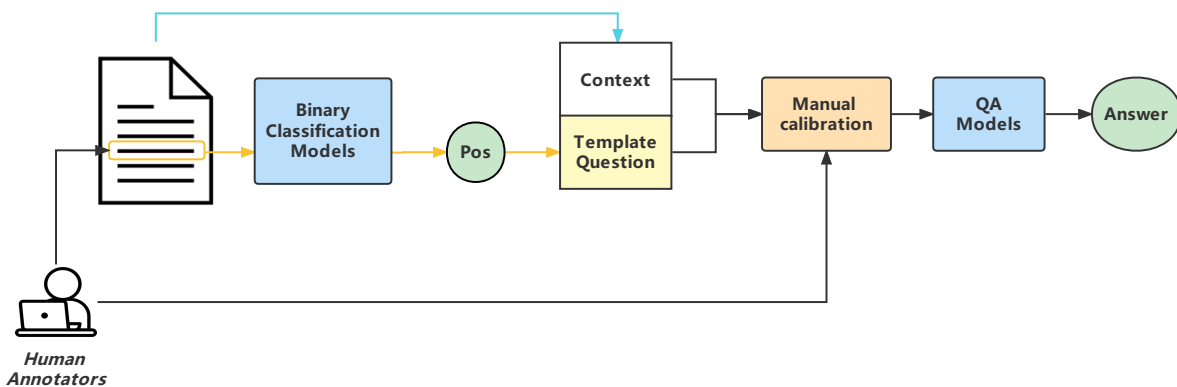 Binary
Classification
Models
Pos
Context
Template
Question
Manual
calibration
QA
Models
Answer
Human
Annotators